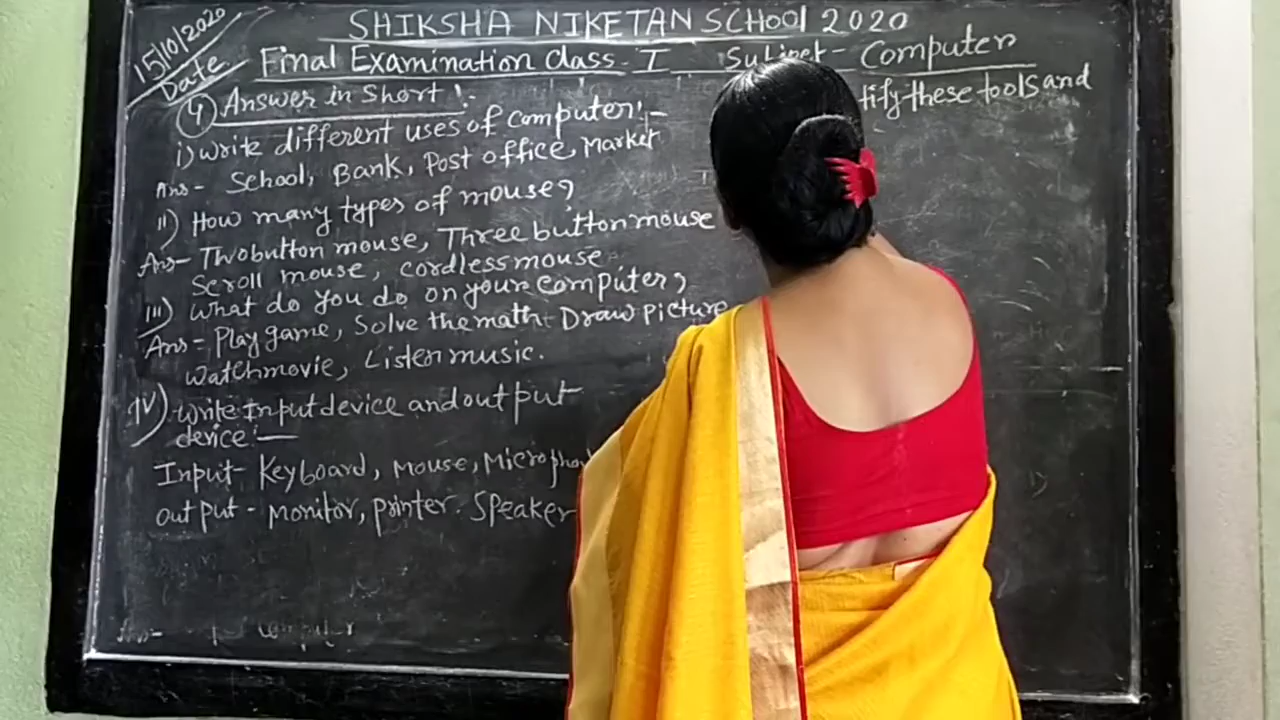 15/10/2020
Date
SHIKSHA NIKETAN SCHOOL 2020
Final Examination Class - I Subject - Computer
tify these tools and
4) Answer in Short :-
i) Write different uses of computer:-
Ans - School, Bank, Post office, Market
II) How many types of mouse?
Ans - Two button mouse, Three button mouse
Scroll mouse, cordless mouse
III) What do you do on your computer?
Ans - Play game, Solve the math Draw picture
Watch movie, Listen music.
IV) Write Input device and out put
device:-
Input - Keyboard, Mouse, Microphon
out put - Monitor, printer. Speaker
Ans - computer